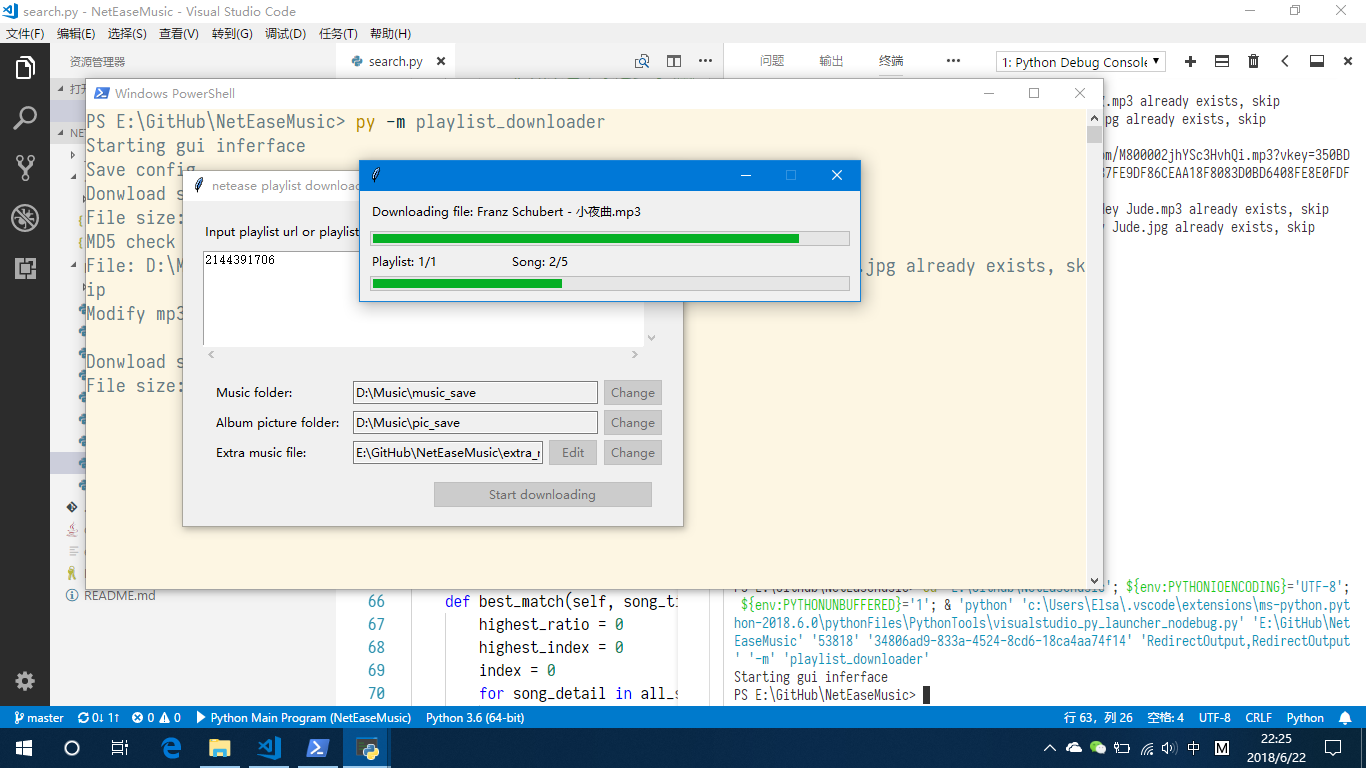 search.py - NetEaseMusic - Visual Studio Code
文件(F) 编辑(E) 选择(S) 查看(V) 转到(G) 调试(D) 任务(T) 帮助(H)
资源管理器
search.py
问题 输出 终端 1: Python Debug Console
Windows PowerShell
PS E:\GitHub\NetEaseMusic> py -m playlist_downloader
Starting gui inferface
Save config
Donwload s
File size:
MD5 check
File: D:\M
.jpg already exists, sk
ip
Modify mp3
Donwload s
File size:
netease playlist downloa
Input playlist url or playlist
2144391706
Music folder: D:\Music\music_save Change
Album picture folder: D:\Music\pic_save Change
Extra music file: E:\GitHub\NetEaseMusic\extra_ Edit Change
Start downloading
Downloading file: Franz Schubert - 小夜曲.mp3
Playlist: 1/1 Song: 2/5
.mp3 already exists, skip
pg already exists, skip
om/M800002jhYSc3HvhQi.mp3?vkey=350BD
37FE9DF86CEAA18F8083D0BD6408FE8E0FDF
ey Jude.mp3 already exists, skip
y Jude.jpg already exists, skip
README.md
66 def best_match(self, song_ti
67 highest_ratio = 0
68 highest_index = 0
69 index = 0
70 for song_detail in all_s
${env:PYTHONIOENCODING}='UTF-8';
${env:PYTHONUNBUFFERED}='1'; & 'python' 'c:\Users\Elsa\.vscode\extensions\ms-python.pyt
hon-2018.6.0\pythonFiles\PythonTools\visualstudio_py_launcher_nodebug.py' 'E:\GitHub\Net
EaseMusic' '53818' '34806ad9-833a-4524-8cd6-18ca4aa74f14' 'RedirectOutput,RedirectOutput
' '-m' 'playlist_downloader'
Starting gui inferface
PS E:\GitHub\NetEaseMusic>
master 0↓ 1↑ 0 0 Python Main Program (NetEaseMusic) Python 3.6 (64-bit) 行 63，列 26 空格: 4 UTF-8 CRLF Python
中 M
22:25
2018/6/22